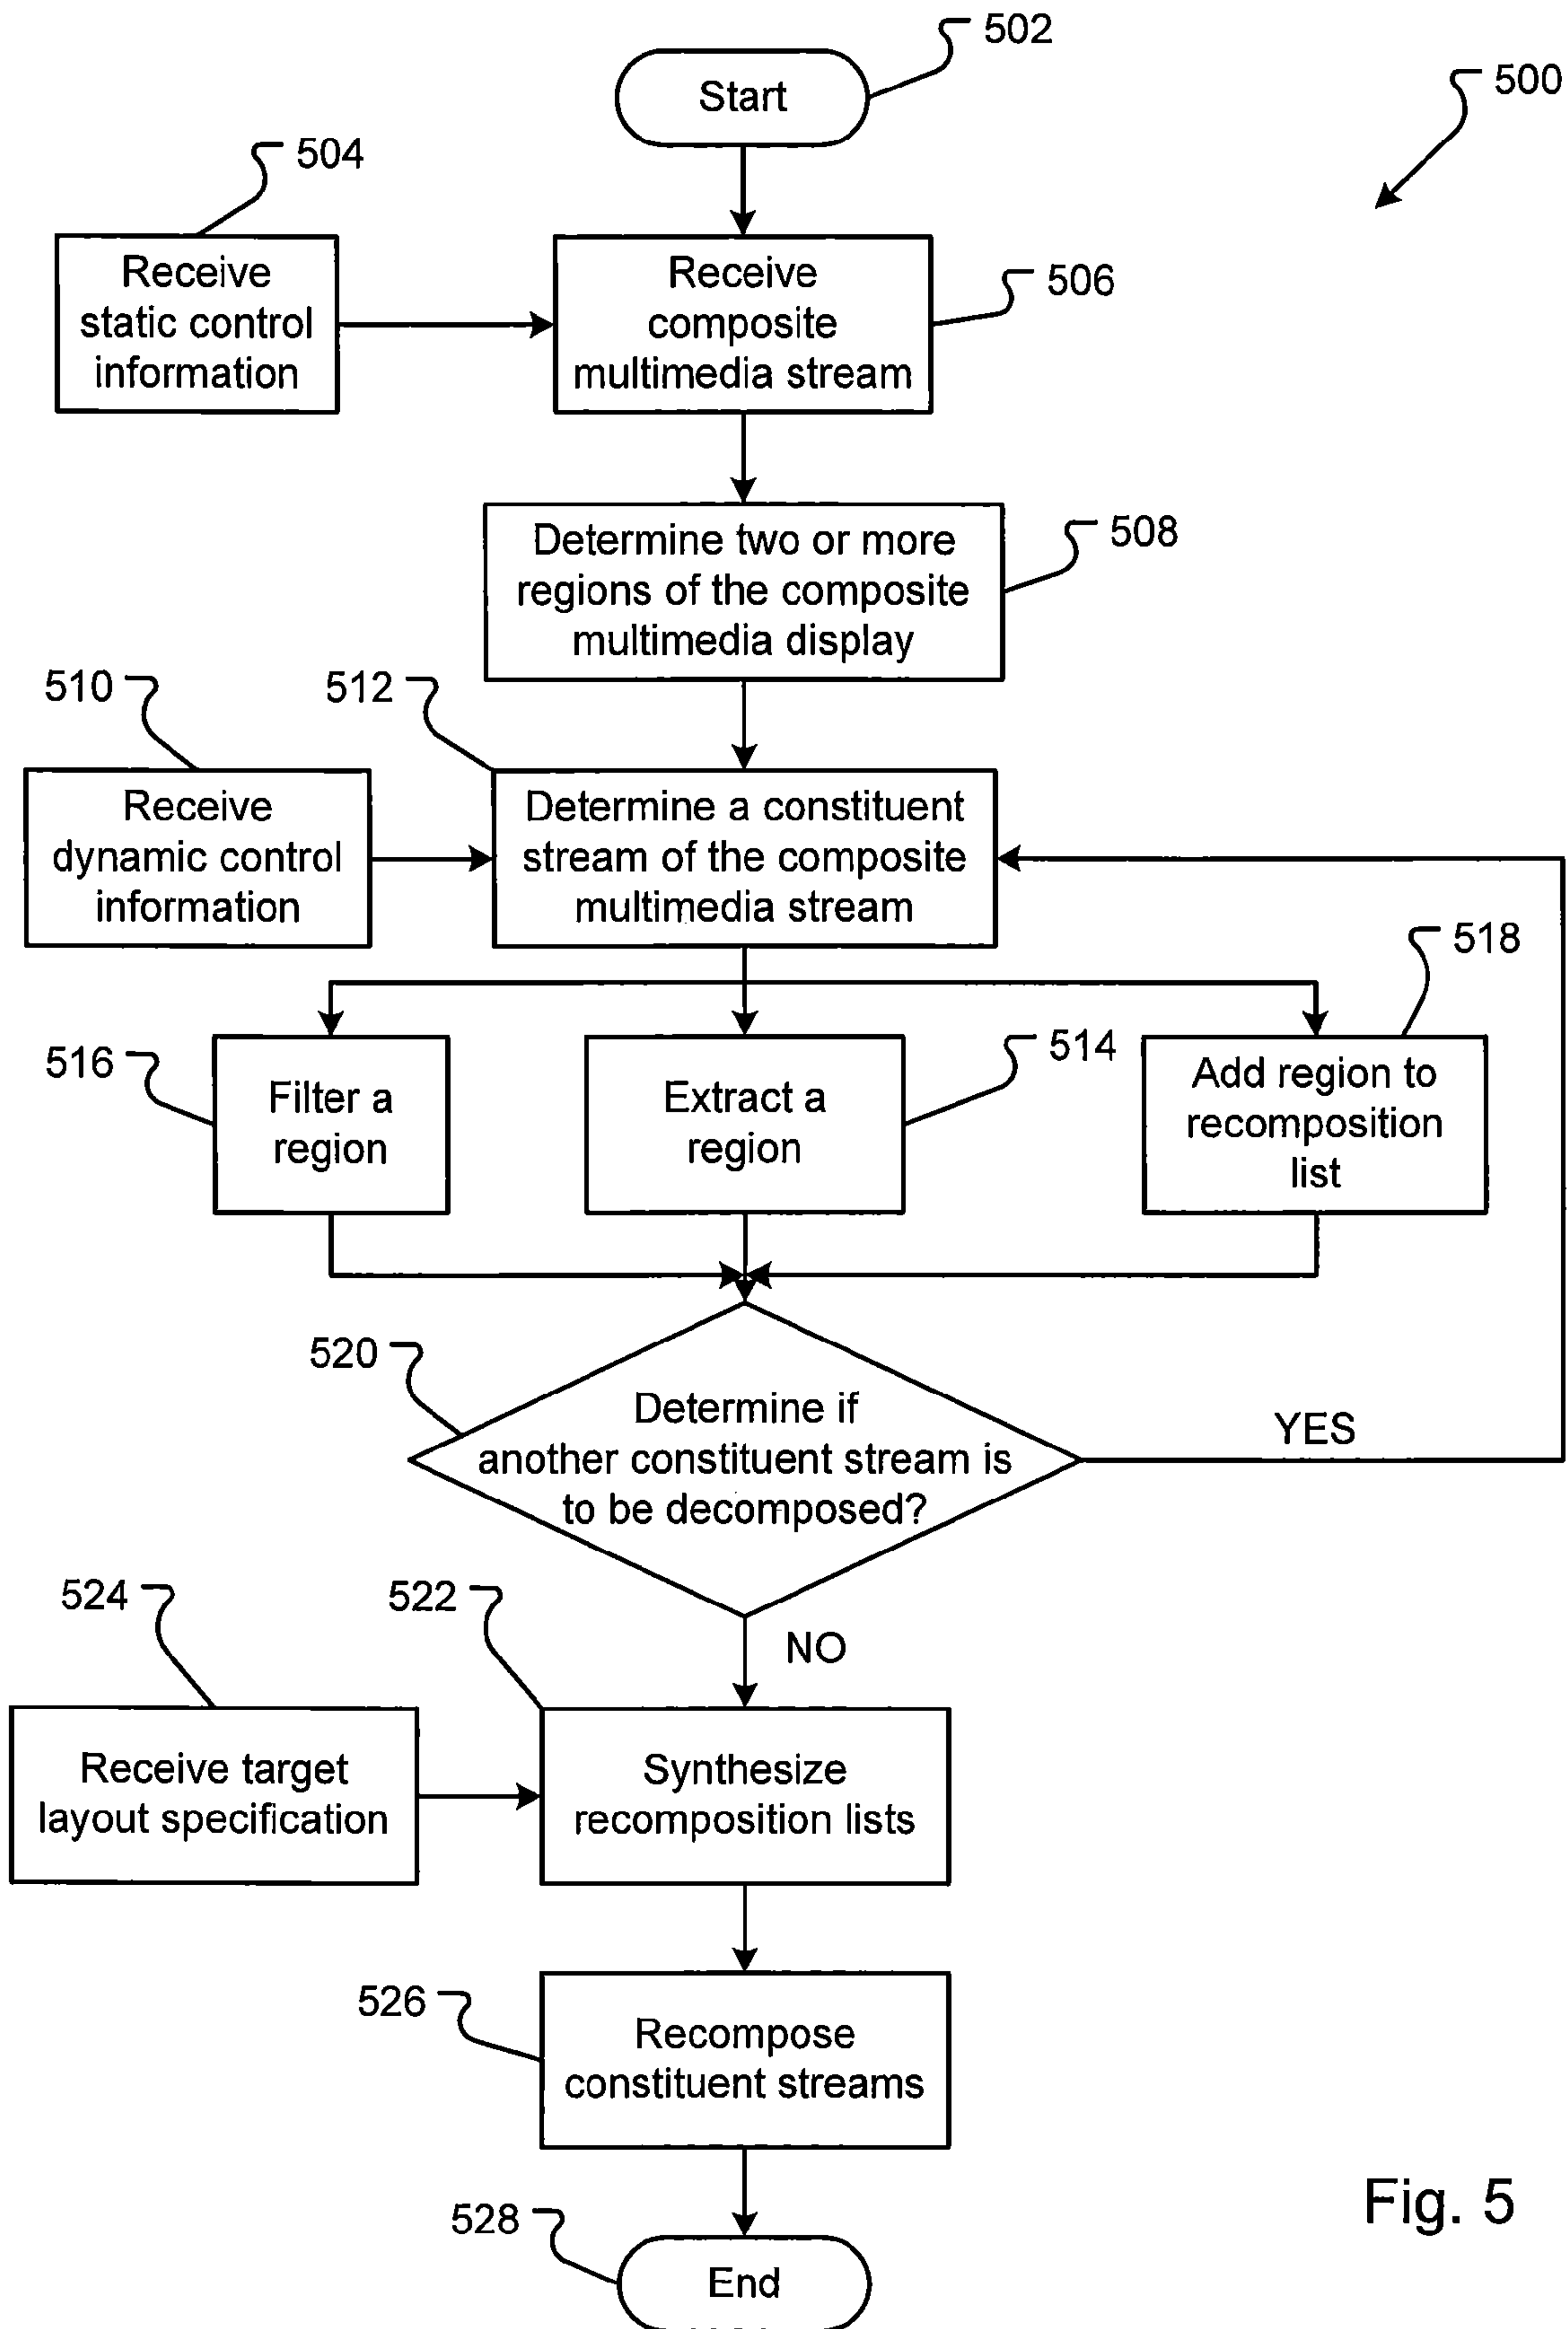 502
Start
500
504
Receive
static control
information
Receive
composite
multimedia stream
506
Determine two or more
regions of the composite
multimedia display
508
510
512
Receive
dynamic control
information
Determine a constituent
stream of the composite
multimedia stream
518
516
Filter a
region
Extract a
region
514
Add region to
recomposition
list
520
Determine if
another constituent stream is
to be decomposed?
YES
NO
524
522
Receive target
layout specification
Synthesize
recomposition lists
526
Recompose
constituent streams
528
End
Fig. 5